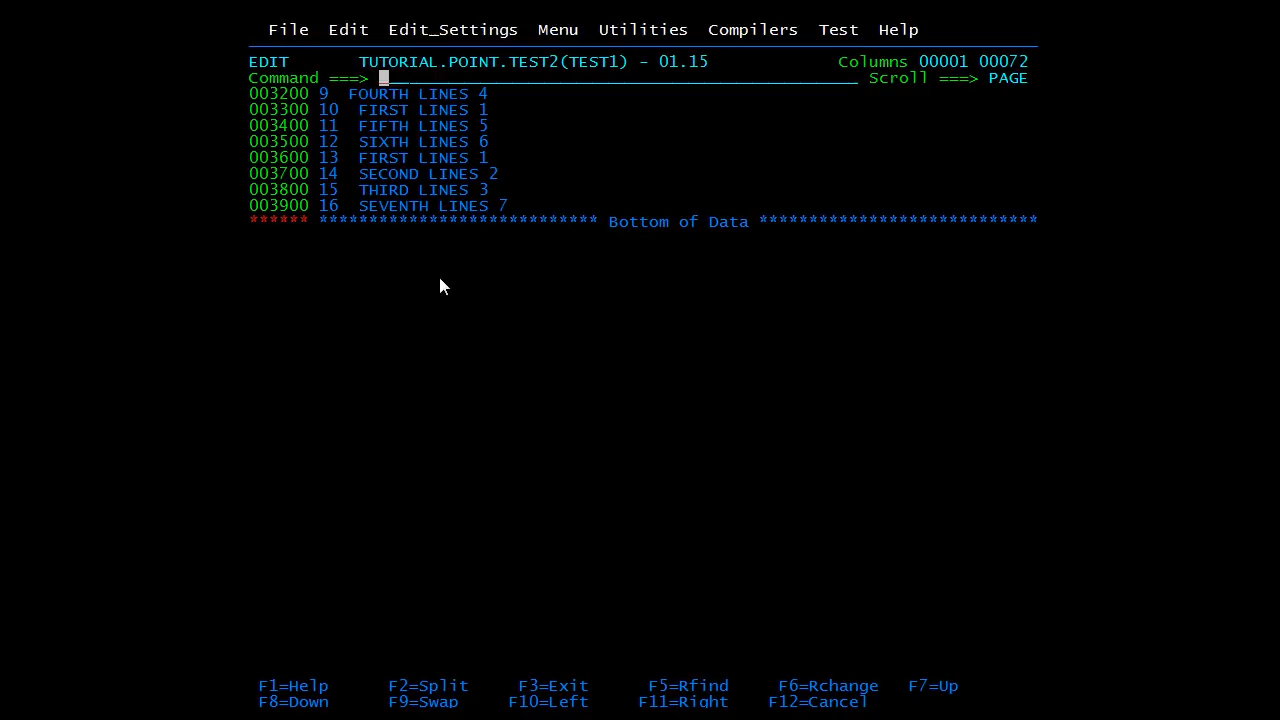 File  Edit  Edit_Settings  Menu  Utilities  Compilers  Test  Help
EDIT       TUTORIAL.POINT.TEST2(TEST1) - 01.15             Columns 00001 00072
Command ===>                                                  Scroll ===> PAGE
003200 9  FOURTH LINES 4
003300 10  FIRST LINES 1
003400 11  FIFTH LINES 5
003500 12  SIXTH LINES 6
003600 13  FIRST LINES 1
003700 14  SECOND LINES 2
003800 15  THIRD LINES 3
003900 16  SEVENTH LINES 7
****** **************************** Bottom of Data ****************************
F1=Help      F2=Split     F3=Exit      F5=Rfind     F6=Rchange   F7=Up
F8=Down      F9=Swap     F10=Left     F11=Right    F12=Cancel